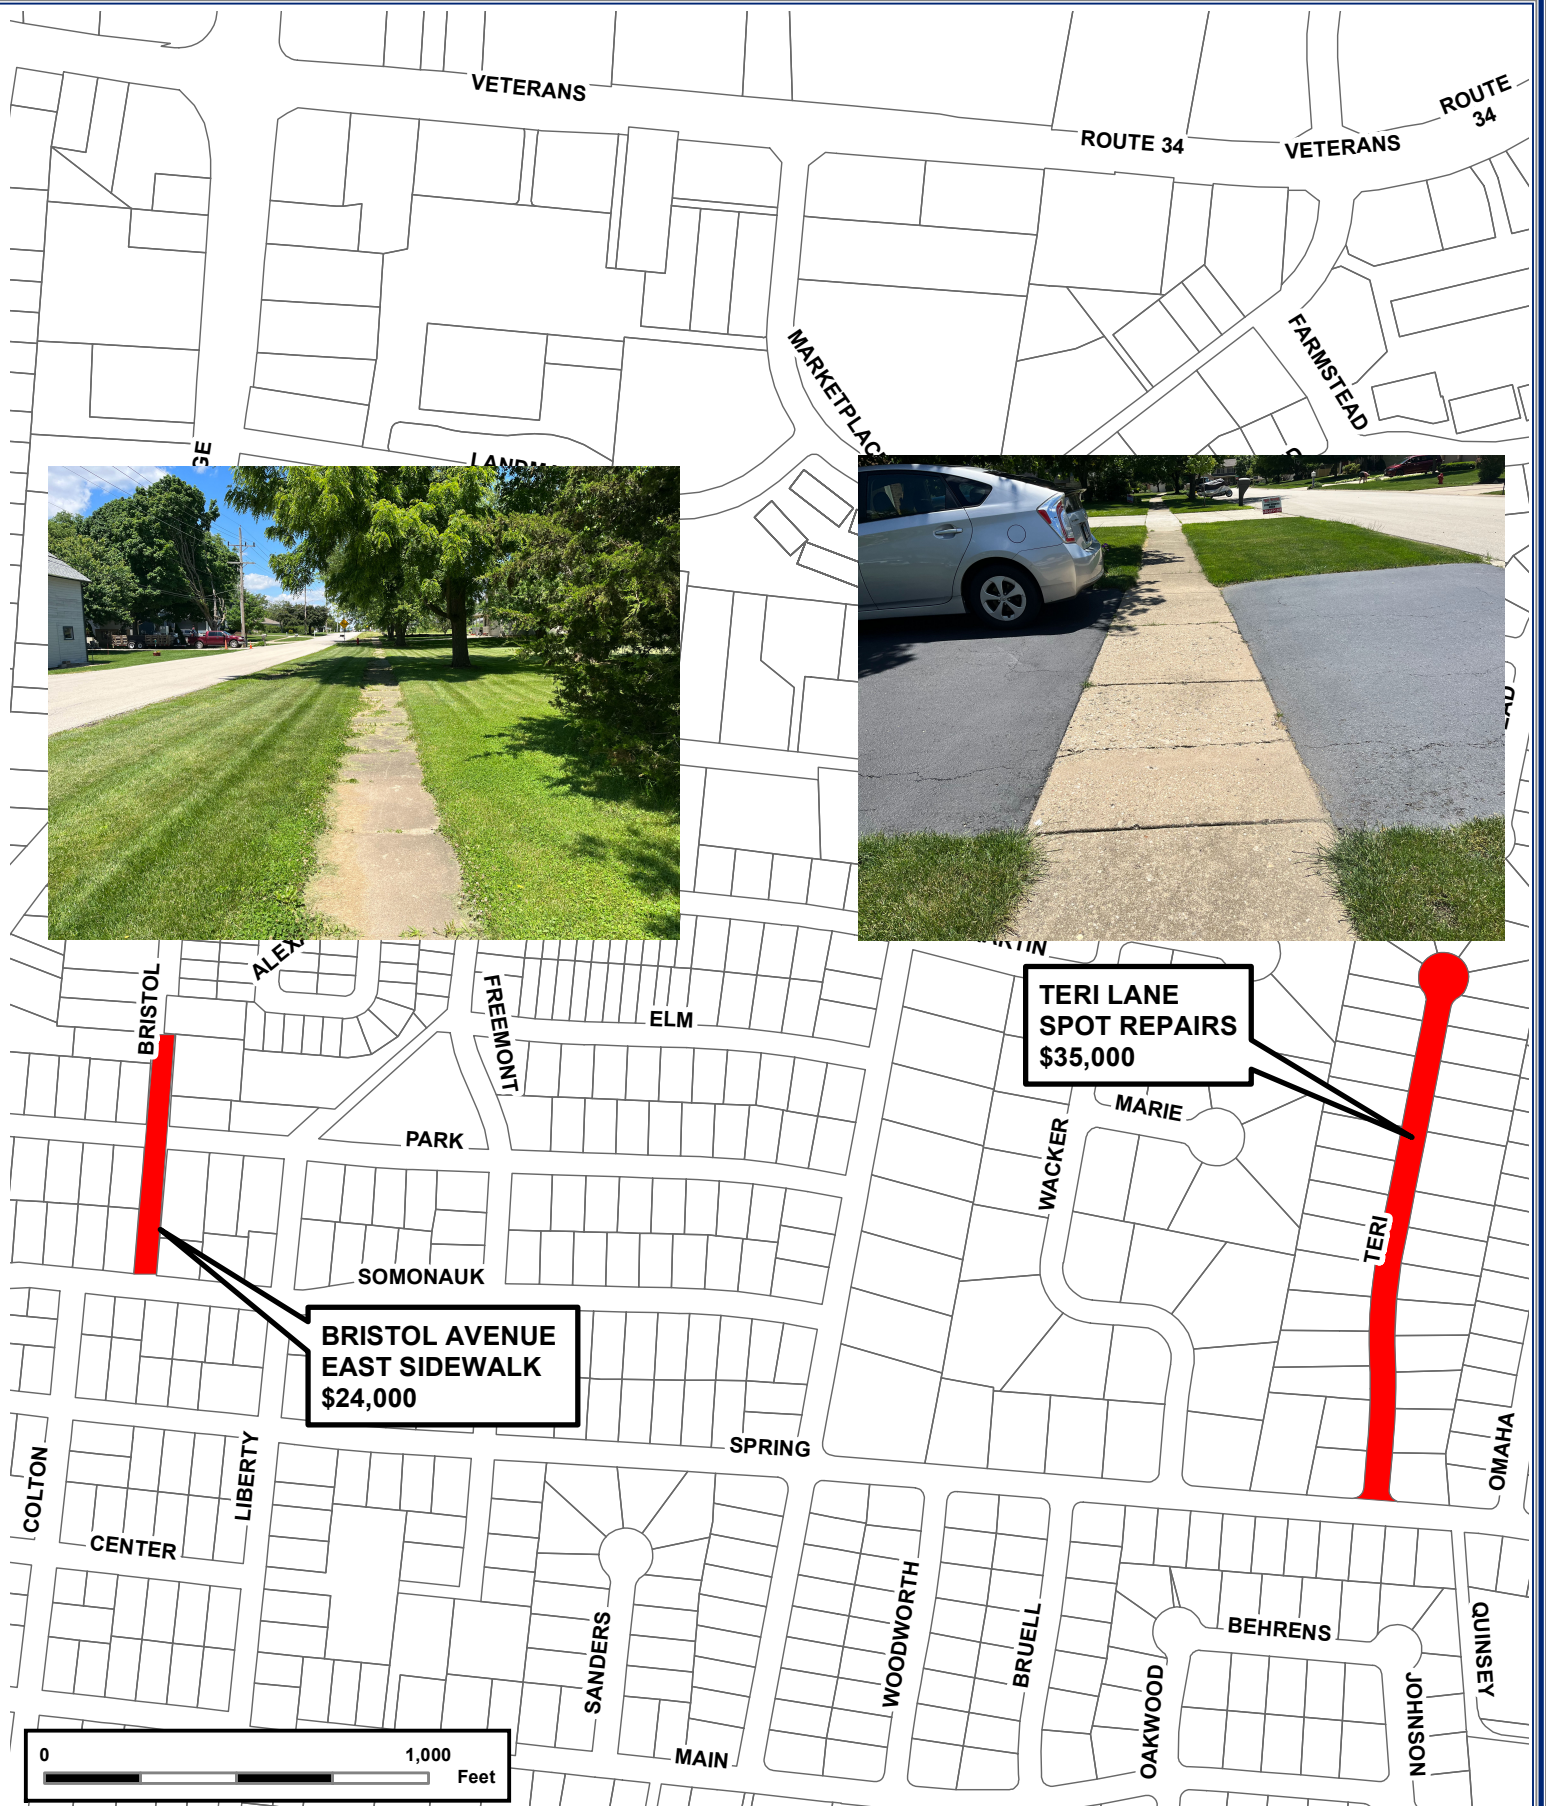 VETERANS
ROUTE 34
VETERANS
ROUTE
34
FARMSTEAD
LANDM
ALEX
BRISTOL
FREEMONT
ELM
TERI LANE
SPOT REPAIRS
$35,000
MARIE
PARK
WACKER
TERI
SOMONAUK
BRISTOL AVENUE
EAST SIDEWALK
$24,000
SPRING
COLTON
LIBERTY
OMAHA
CENTER
SANDERS
WOODWORTH
BRUELL
BEHRENS
QUINSEY
OAKWOOD
JOHNSON
MAIN
0 1,000
Feet